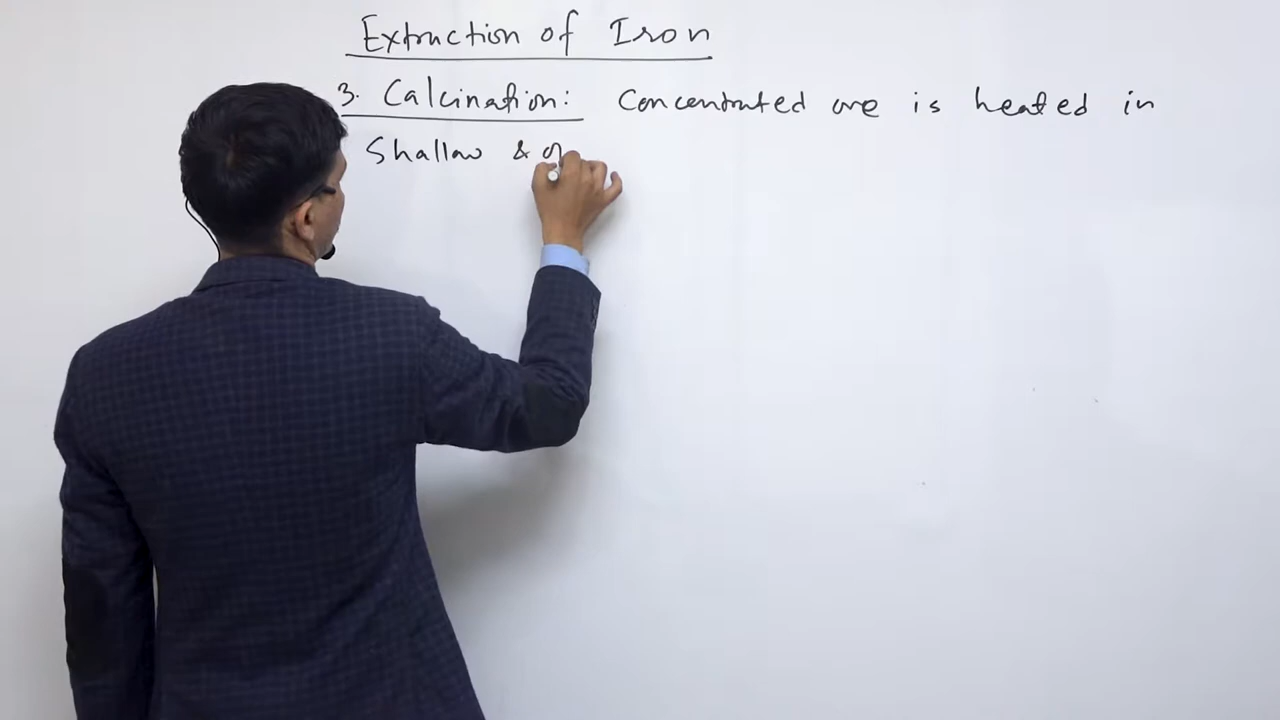 Extraction of Iron
3. Calcination: Concentrated ore is heated in
Shallow &